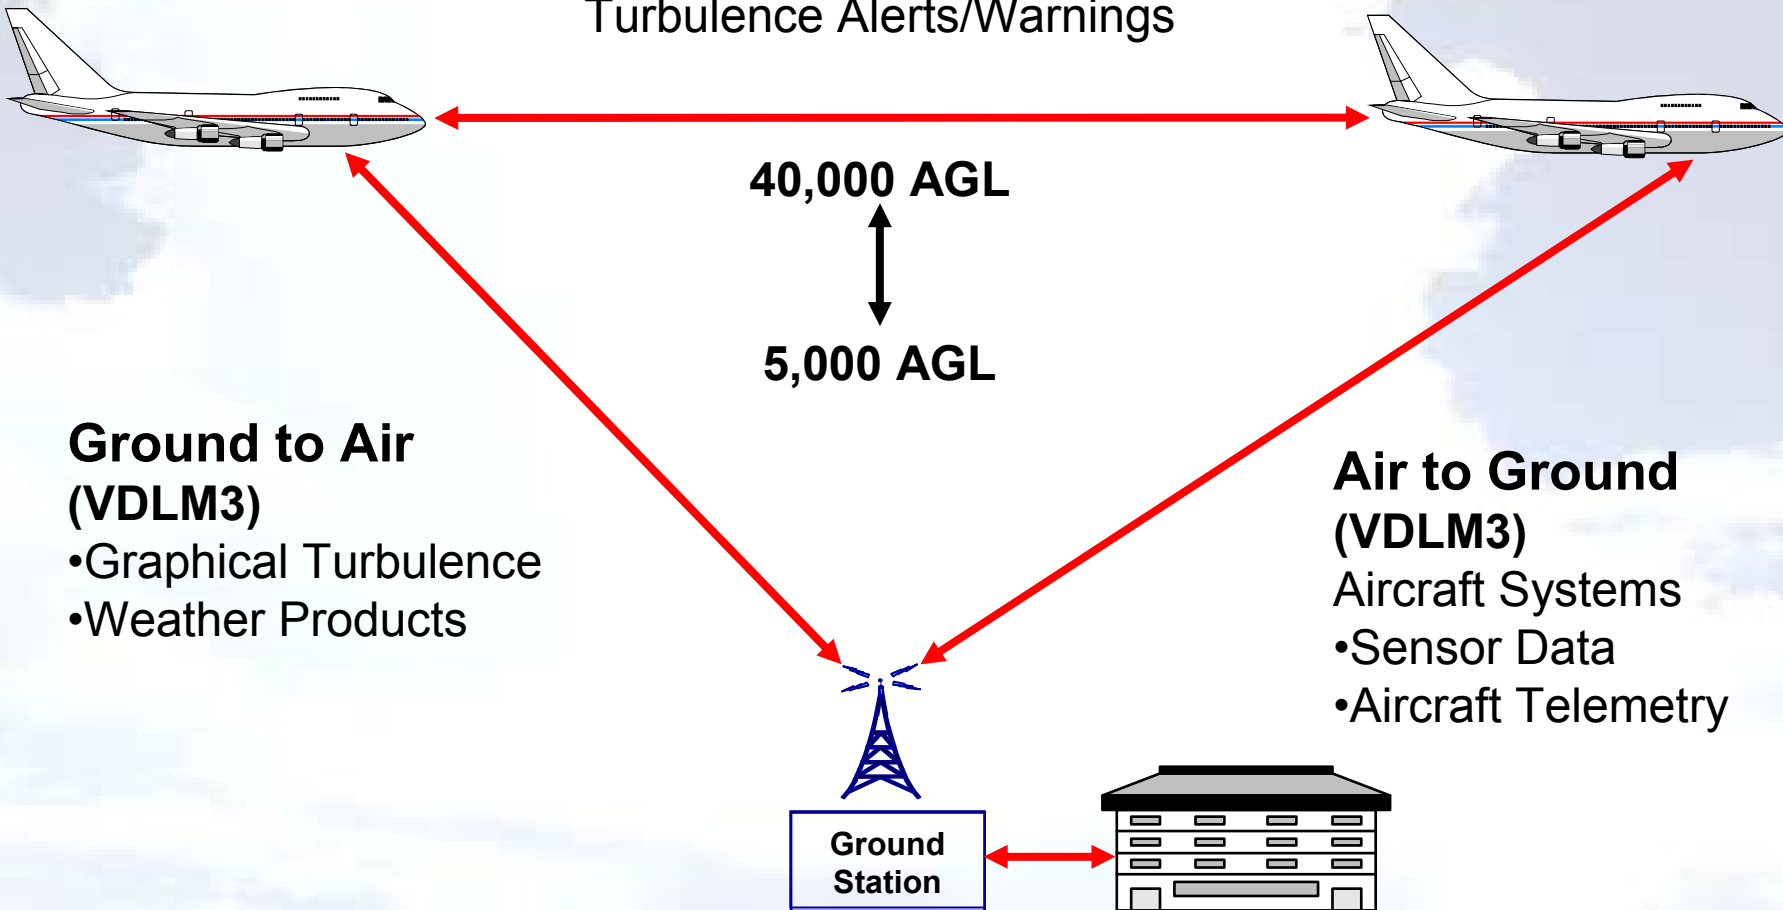 Turbulence Alerts/Warnings
40,000 AGL
5,000 AGL
Ground to Air
(VDLM3)
•Graphical Turbulence
•Weather Products
Air to Ground
(VDLM3)
Aircraft Systems
•Sensor Data
•Aircraft Telemetry
Ground
Station